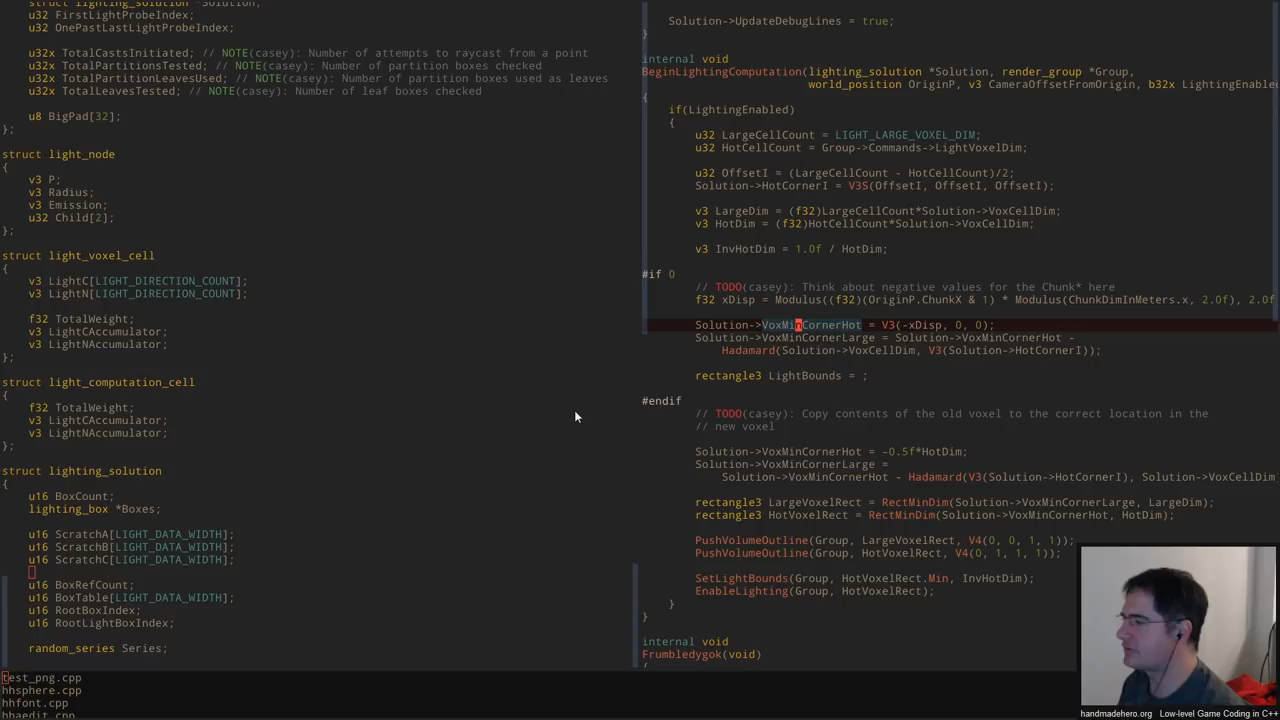 struct lighting_solution *Solution;
u32 FirstLightProbeIndex;
u32 OnePastLastLightProbeIndex;
u32x TotalCastsInitiated; // NOTE(casey): Number of attempts to raycast from a point
u32x TotalPartitionsTested; // NOTE(casey): Number of partition boxes checked
u32x TotalPartitionLeavesUsed; // NOTE(casey): Number of partition boxes used as leaves
u32x TotalLeavesTested; // NOTE(casey): Number of leaf boxes checked
u8 BigPad[32];
};
struct light_node
{
v3 P;
v3 Radius;
v3 Emission;
u32 Child[2];
};
struct light_voxel_cell
{
v3 LightC[LIGHT_DIRECTION_COUNT];
v3 LightN[LIGHT_DIRECTION_COUNT];
f32 TotalWeight;
v3 LightCAccumulator;
v3 LightNAccumulator;
};
struct light_computation_cell
{
f32 TotalWeight;
v3 LightCAccumulator;
v3 LightNAccumulator;
};
struct lighting_solution
{
u16 BoxCount;
lighting_box *Boxes;
u16 ScratchA[LIGHT_DATA_WIDTH];
u16 ScratchB[LIGHT_DATA_WIDTH];
u16 ScratchC[LIGHT_DATA_WIDTH];
u16 BoxRefCount;
u16 BoxTable[LIGHT_DATA_WIDTH];
u16 RootBoxIndex;
u16 RootLightBoxIndex;
random_series Series;
test_png.cpp
hhsphere.cpp
hhfont.cpp
hhaedit.cpp
Solution->UpdateDebugLines = true;
}
internal void
BeginLightingComputation(lighting_solution *Solution, render_group *Group,
world_position OriginP, v3 CameraOffsetFromOrigin, b32x LightingEnable
{
if(LightingEnabled)
{
u32 LargeCellCount = LIGHT_LARGE_VOXEL_DIM;
u32 HotCellCount = Group->Commands->LightVoxelDim;
u32 OffsetI = (LargeCellCount - HotCellCount)/2;
Solution->HotCornerI = V3S(OffsetI, OffsetI, OffsetI);
v3 LargeDim = (f32)LargeCellCount*Solution->VoxCellDim;
v3 HotDim = (f32)HotCellCount*Solution->VoxCellDim;
v3 InvHotDim = 1.0f / HotDim;
#if 0
// TODO(casey): Think about negative values for the Chunk* here
f32 xDisp = Modulus((f32)(OriginP.ChunkX & 1) * Modulus(ChunkDimInMeters.x, 2.0f), 2.0f
Solution->VoxMinCornerHot = V3(-xDisp, 0, 0);
Solution->VoxMinCornerLarge = Solution->VoxMinCornerHot -
Hadamard(Solution->VoxCellDim, V3(Solution->HotCornerI));
rectangle3 LightBounds = ;
#endif
// TODO(casey): Copy contents of the old voxel to the correct location in the
// new voxel
Solution->VoxMinCornerHot = -0.5f*HotDim;
Solution->VoxMinCornerLarge =
Solution->VoxMinCornerHot - Hadamard(V3(Solution->HotCornerI), Solution->VoxCellDim
rectangle3 LargeVoxelRect = RectMinDim(Solution->VoxMinCornerLarge, LargeDim);
rectangle3 HotVoxelRect = RectMinDim(Solution->VoxMinCornerHot, HotDim);
PushVolumeOutline(Group, LargeVoxelRect, V4(0, 0, 1, 1));
PushVolumeOutline(Group, HotVoxelRect, V4(0, 1, 1, 1));
SetLightBounds(Group, HotVoxelRect.Min, InvHotDim);
EnableLighting(Group, HotVoxelRect);
}
}
internal void
Frumbledygok(void)
{
handmadehero.org Low-level Game Coding in C++